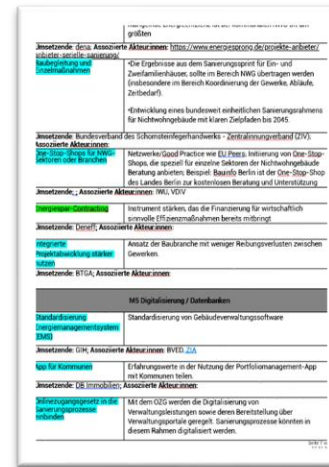 größten
Umsetzende: dena; Assoziierte Akteur:innen: https://www.energiesprong.de/projekte-anbieter/
anbieter-serielle-sanierung/
Baubegleitung und
Einzelmaßnahmen
•Die Ergebnisse aus dem Sanierungssprint für Ein- und
Zweifamilienhäuser, sollte im Bereich NWG übertragen werden
(insbesondere im Bereich Koordinierung der Gewerke, Abläufe,
Zeitbedarf).
•Entwicklung eines bundesweit einheitlichen Sanierungsrahmens
für Nichtwohngebäude mit klaren Zielpfaden bis 2045.
Umsetzende: Bundesverband des Schornsteinfegerhandwerks - Zentralinnungverband (ZIV);
Assoziierte Akteur:innen:
One-Stop-Shops für NWG-
Sektoren oder Branchen
Netzwerke/Good Practice wie EU Peers, Initiierung von One-Stop-
Shops, die speziell für einzelne Sektoren der Nichtwohngebäude
Beratung anbieten; Beispiel: Bauinfo Berlin ist der One-Stop-Shop
des Landes Berlin zur kostenlosen Beratung und Unterstützung
Umsetzende: ; Assoziierte Akteur:innen: IWU, VDIV
Energiespar-Contracting
Instrument stärken, das die Finanzierung für wirtschaftlich
sinnvolle Effizienzmaßnahmen bereits mitbringt
Umsetzende: Deneff; Assoziierte Akteur:innen:
Integrierte
Projektabwicklung stärker
nutzen
Ansatz der Baubranche mit weniger Reibungsverlusten zwischen
Gewerken.
Umsetzende: BTGA; Assoziierte Akteur:innen:
M5 Digitalisierung / Datenbanken
Standardisierung
Energiemanagementsystem
(EMS)
Standardisierung von Gebäudeverwaltungssoftware
Umsetzende: GIH; Assoziierte Akteur:innen: BVED, ZIA
App für Kommunen
Erfahrungswerte in der Nutzung der Portfoliomanagement-App
mit Kommunen teilen.
Umsetzende: DB Immobilien; Assoziierte Akteur:innen:
Onlinezugangsgesetz in die
Sanierungsprozesse
einbinden
Mit dem OZG werden die Digitalisierung von
Verwaltungsleistungen sowie deren Bereitstellung über
Verwaltungsportale geregelt. Sanierungsprozesse könnten in
diesem Rahmen digitalisiert werden.